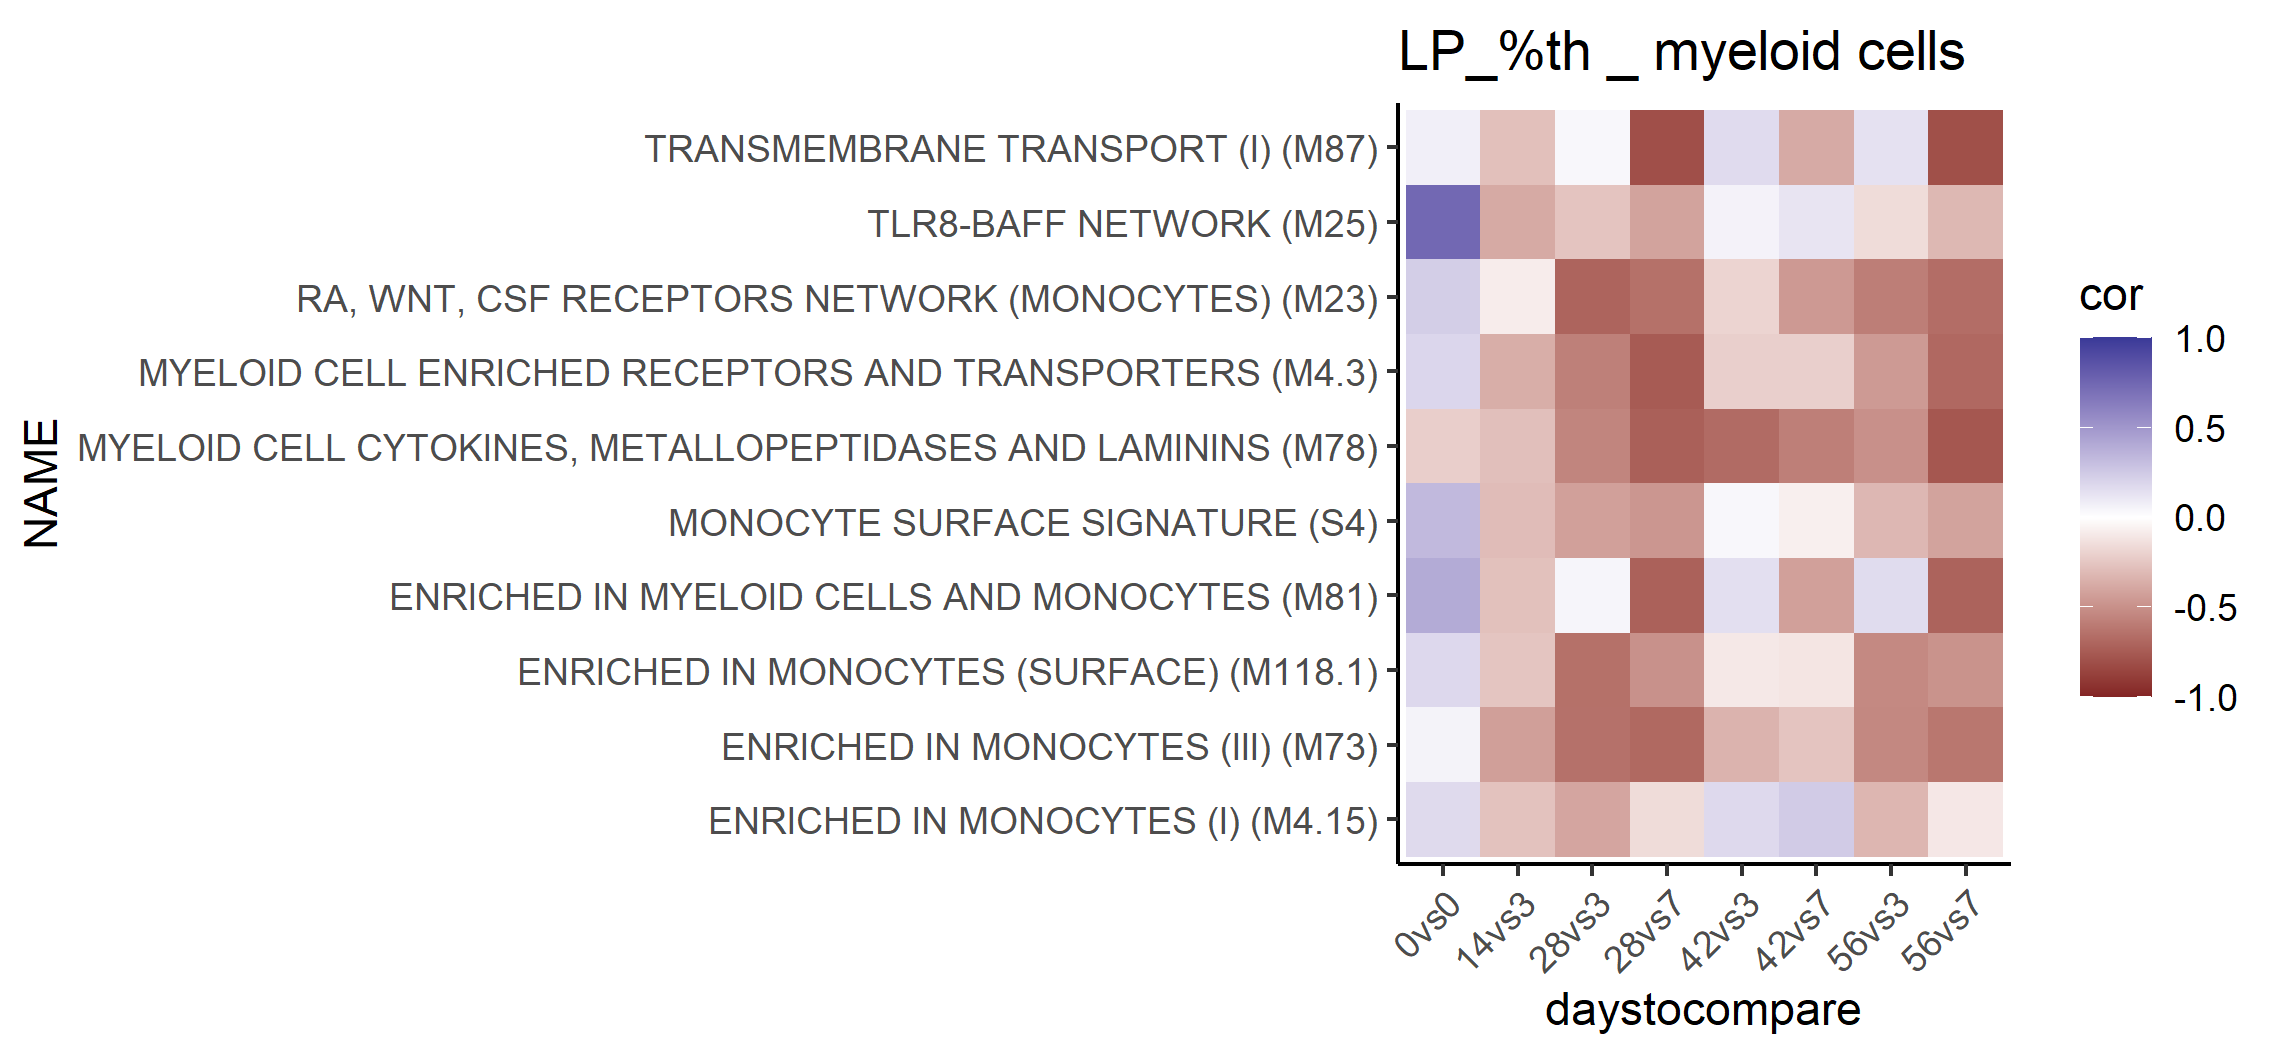 LP_%th _ myeloid cells
NAME
TRANSMEMBRANE TRANSPORT (I) (M87)
TLR8-BAFF NETWORK (M25)
RA, WNT, CSF RECEPTORS NETWORK (MONOCYTES) (M23)
MYELOID CELL ENRICHED RECEPTORS AND TRANSPORTERS (M4.3)
MYELOID CELL CYTOKINES, METALLOPEPTIDASES AND LAMININS (M78)
MONOCYTE SURFACE SIGNATURE (S4)
ENRICHED IN MYELOID CELLS AND MONOCYTES (M81)
ENRICHED IN MONOCYTES (SURFACE) (M118.1)
ENRICHED IN MONOCYTES (III) (M73)
ENRICHED IN MONOCYTES (I) (M4.15)
0vs0
14vs3
28vs3
28vs7
42vs3
42vs7
56vs3
56vs7
daystocompare
cor
1.0
0.5
0.0
-0.5
-1.0